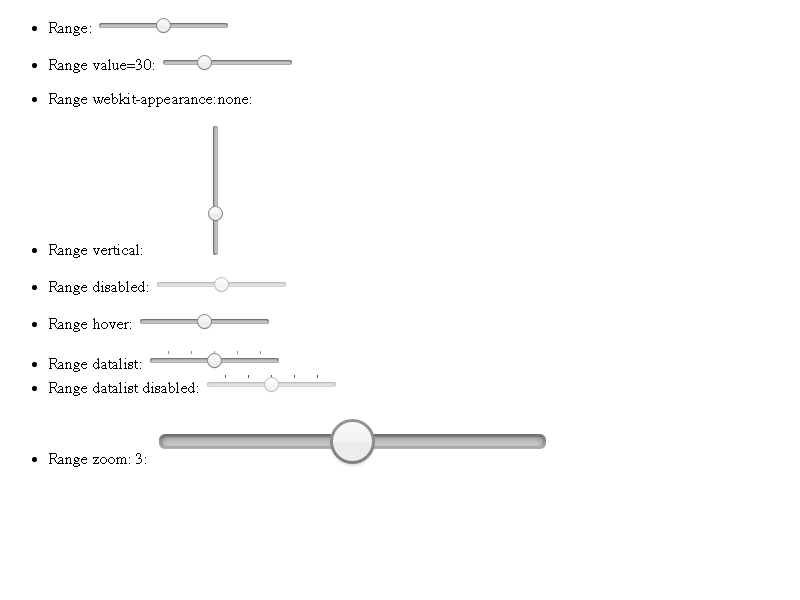 Range:
Range value=30:
Range webkit-appearance:none:
Range vertical:
Range disabled:
Range hover:
Range datalist:
Range datalist disabled:
Range zoom: 3: